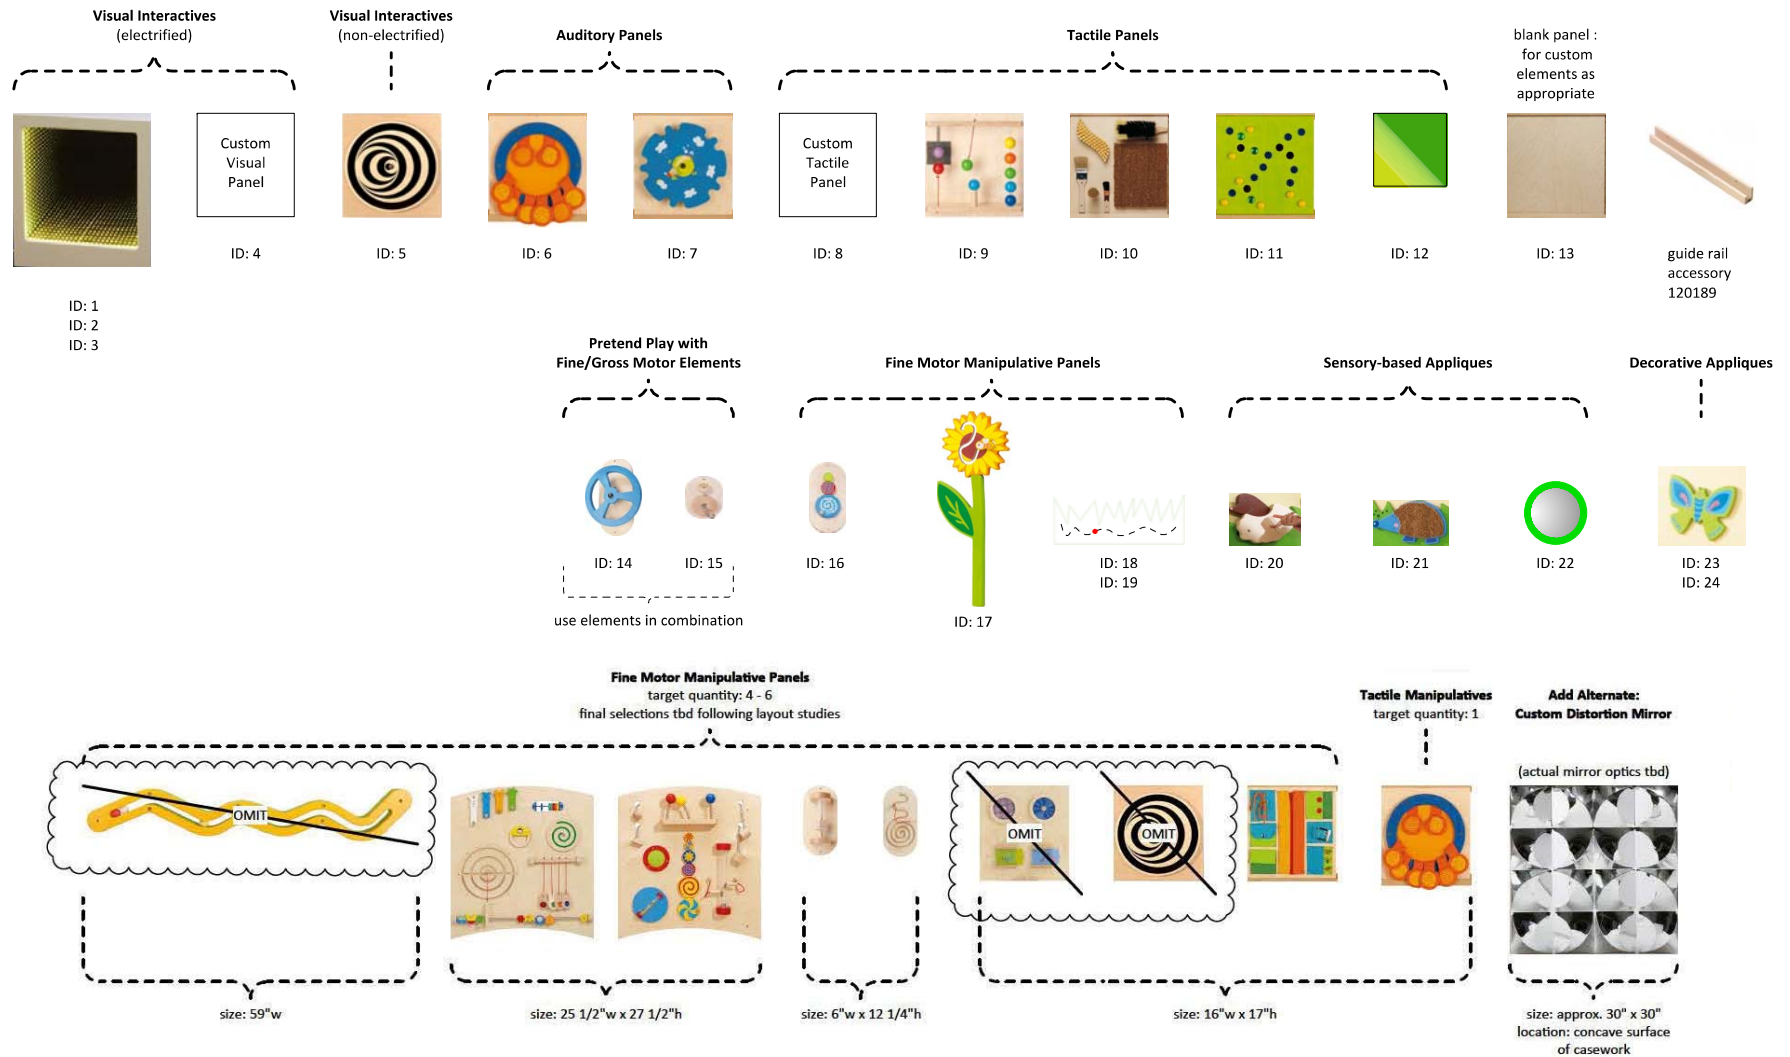 Visual Interactives
(electrified)
Visual Interactives
(non-electrified)
Auditory Panels
Tactile Panels
blank panel :
for custom
elements as
appropriate
Custom
Visual
Panel
Custom
Tactile
Panel
ID: 4
ID: 5
ID: 6
ID: 7
ID: 8
ID: 9
ID: 10
ID: 11
ID: 12
ID: 13
guide rail
accessory
120189
ID: 1
ID: 2
ID: 3
Pretend Play with
Fine/Gross Motor Elements
Fine Motor Manipulative Panels
Sensory-based Appliques
Decorative Appliques
ID: 14
ID: 15
ID: 16
ID: 18
ID: 19
ID: 20
ID: 21
ID: 22
ID: 23
ID: 24
use elements in combination
ID: 17
Fine Motor Manipulative Panels
target quantity: 4 - 6
final selections tbd following layout studies
Tactile Manipulatives
target quantity: 1
Add Alternate:
Custom Distortion Mirror
(actual mirror optics tbd)
OMIT
OMIT
OMIT
size: 59"w
size: 25 1/2"w x 27 1/2"h
size: 6"w x 12 1/4"h
size: 16"w x 17"h
size: approx. 30" x 30"
location: concave surface
of casework